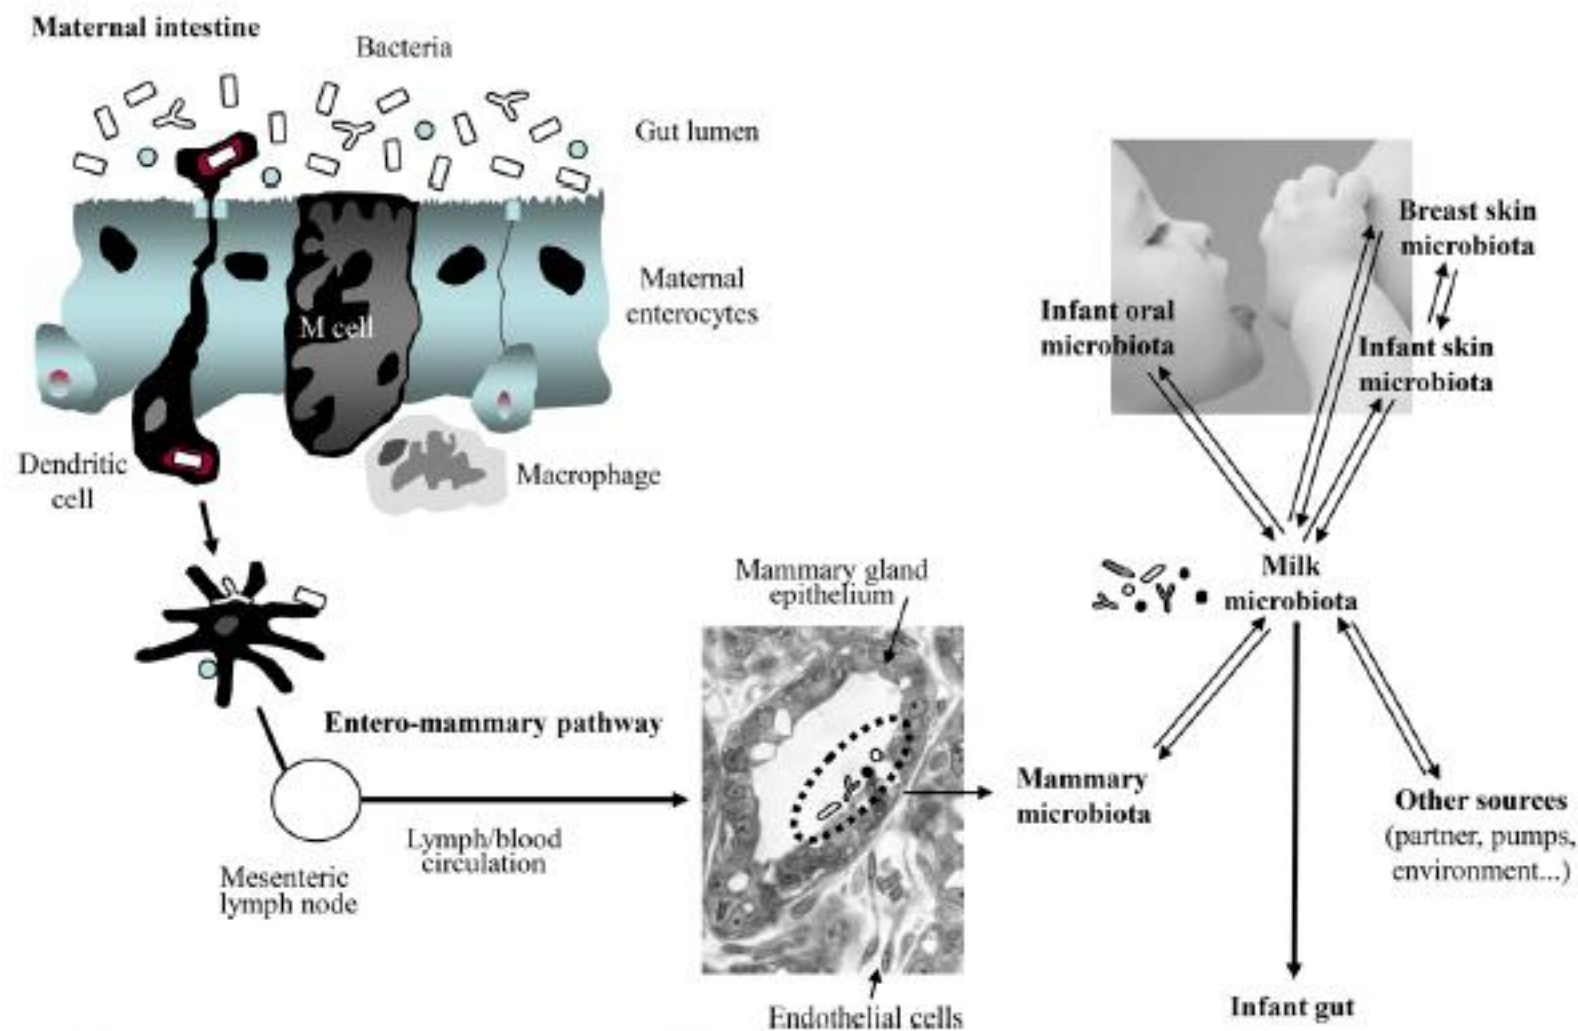 Maternal intestine
Bacteria
Gut lumen
Maternal
enterocytes
M cell
Dendritic
cell
Macrophage
Entero-mammary pathway
Lymph/blood
circulation
Mesenteric
lymph node
Mammary gland
epithelium
Endothelial cells
Breast skin
microbiota
Infant oral
microbiota
Infant skin
microbiota
Milk
microbiota
Mammary
microbiota
Other sources
(partner, pumps,
environment...)
Infant gut